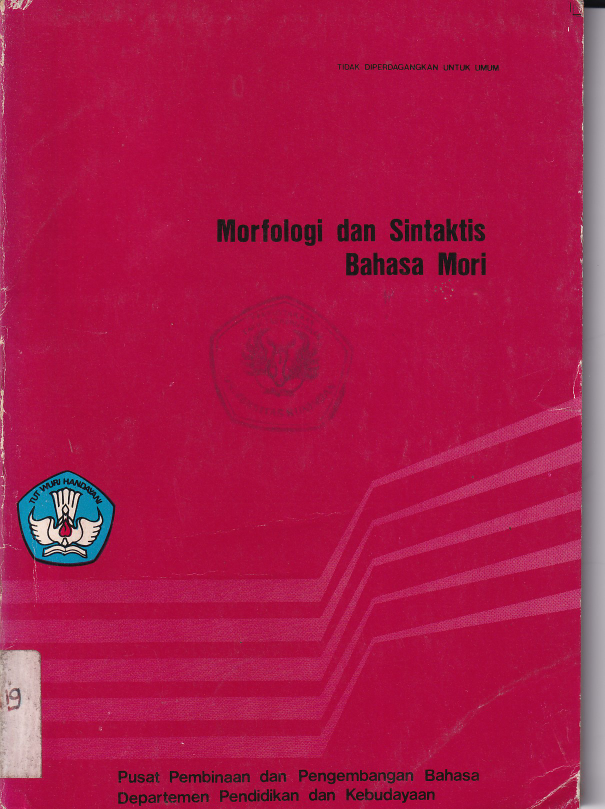 TIDAK DIPERDAGANGKAN UNTUK UMUM
Morfologi dan Sintaktis
Bahasa Mori
TUT WURI HANDAYANI
19
Pusat Pembinaan dan Pengembangan Bahasa
Departemen Pendidikan dan Kebudayaan